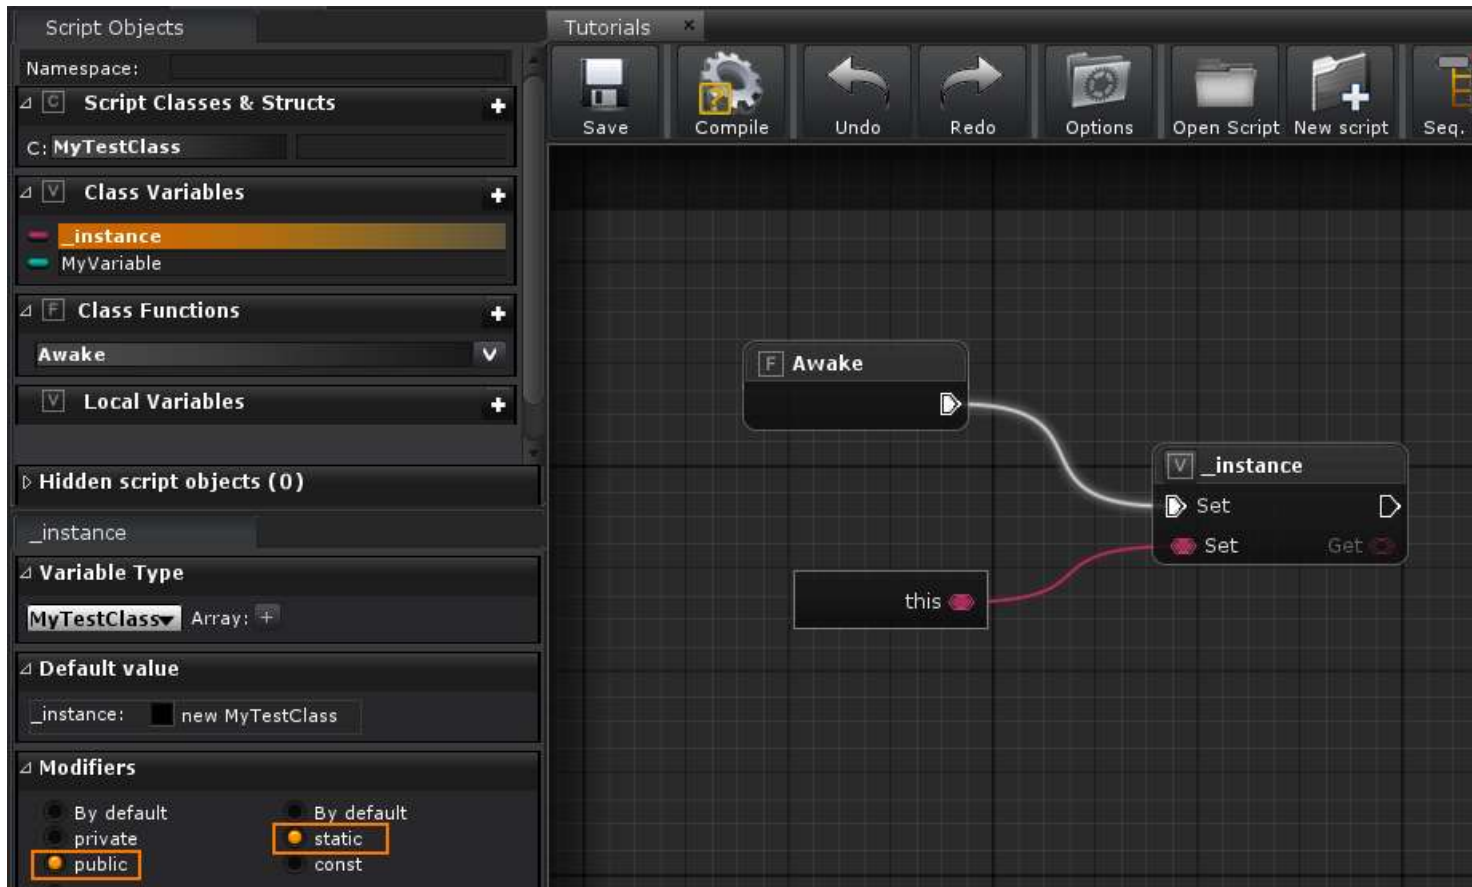 Script Objects
Namespace:
C Script Classes & Structs +
C: MyTestClass
V Class Variables +
_instance
MyVariable
F Class Functions +
Awake V
V Local Variables +
Hidden script objects (0)
_instance
Variable Type
MyTestClass Array: +
Default value
_instance: new MyTestClass
Modifiers
By default By default
private static
public const
Tutorials ×
Save Compile Undo Redo Options Open Script New script Seq.
F Awake
V _instance
Set
Set Get
this